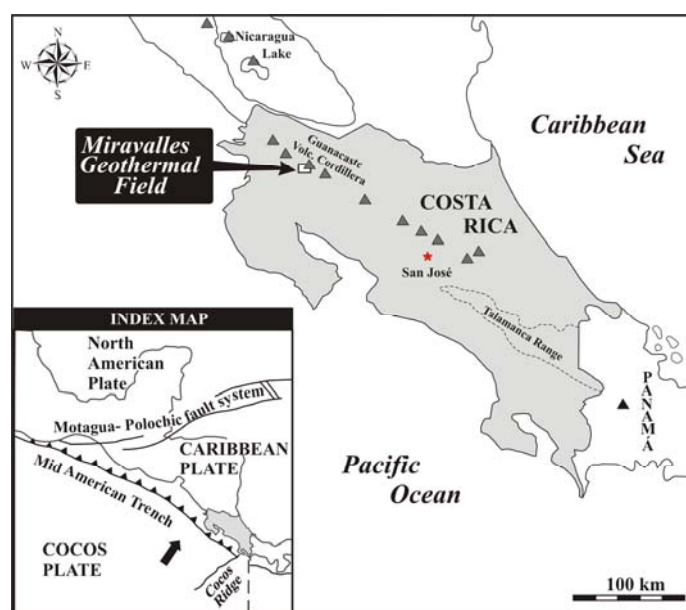 N
W
E
S
Nicaragua
Lake
Caribbean
Sea
Miravalles
Geothermal
Field
Guanacaste
Volc. Cordillera
COSTA
RICA
San José
Talamanca Range
PANAMÁ
Pacific
Ocean
100 km
INDEX MAP
North
American
Plate
Motagua- Polochic fault system
CARIBBEAN
PLATE
Mid American Trench
COCOS
PLATE
Cocos
Ridge